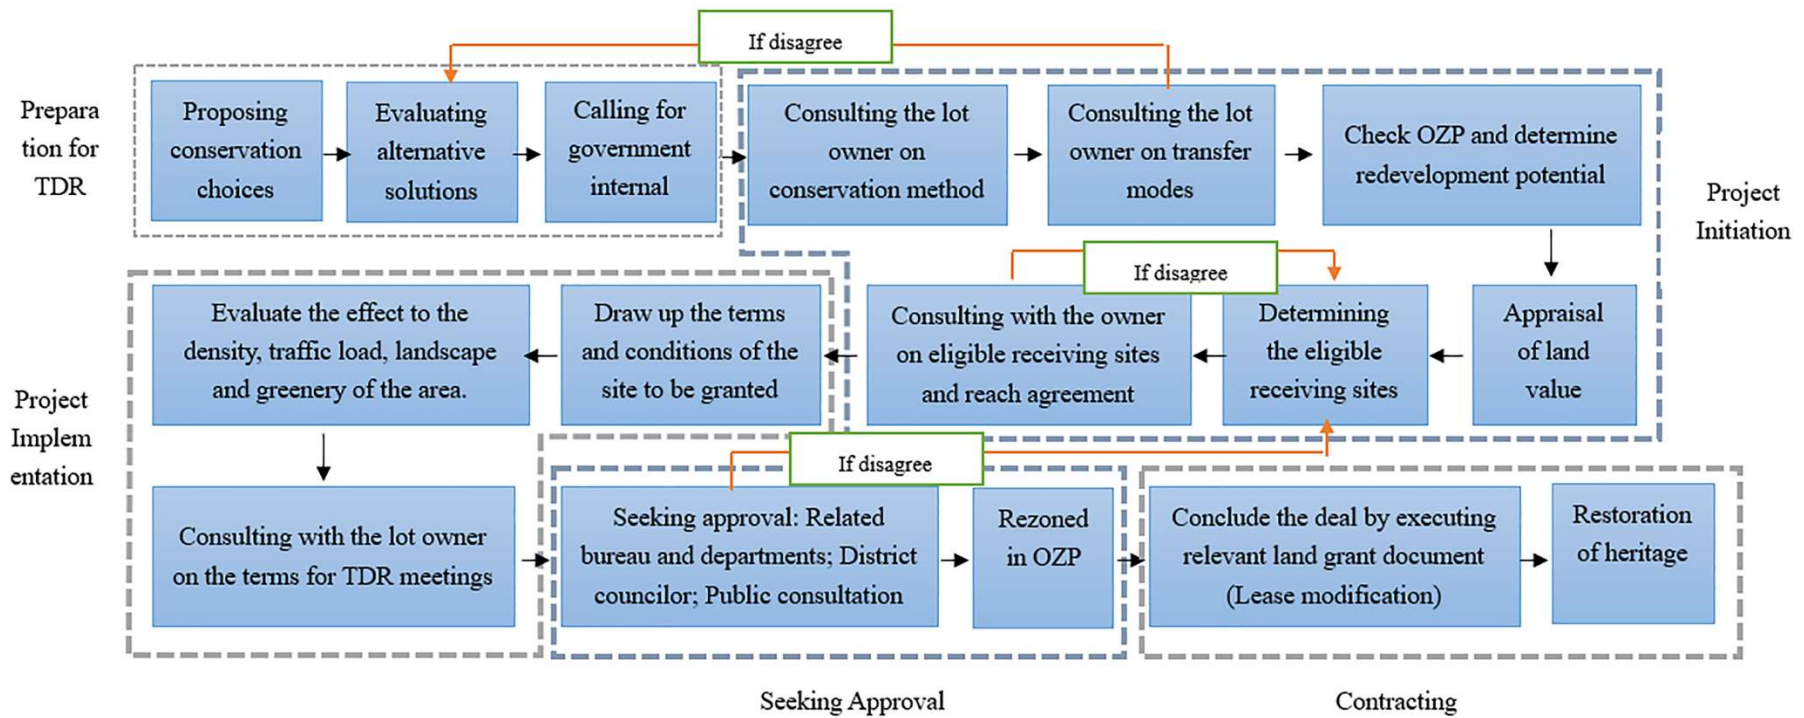 If disagree
Prepara
tion for
TDR
Proposing
conservation
choices
Evaluating
alternative
solutions
Calling for
government
internal
Consulting the lot
owner on
conservation method
Consulting the lot
owner on transfer
modes
Check OZP and determine
redevelopment potential
Project
Initiation
If disagree
Appraisal
of land
value
Determining
the eligible
receiving sites
Consulting with the owner
on eligible receiving sites
and reach agreement
Draw up the terms
and conditions of the
site to be granted
Evaluate the effect to the
density, traffic load, landscape
and greenery of the area.
Project
Implem
entation
Consulting with the lot owner
on the terms for TDR meetings
If disagree
Seeking approval: Related
bureau and departments; District
councilor; Public consultation
Rezoned
in OZP
Conclude the deal by executing
relevant land grant document
(Lease modification)
Restoration
of heritage
Seeking Approval
Contracting